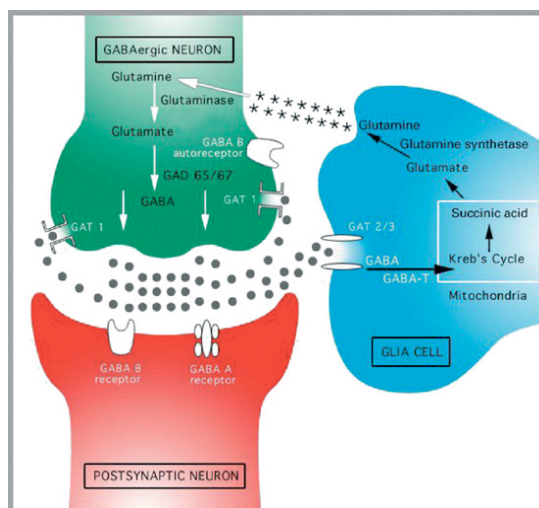 GABAergic NEURON
Glutamine
Glutaminase
Glutamate
GABA B
autoreceptor
GAD 65/67
GABA
GAT 1
GAT 1
Glutamine
Glutamine synthetase
Glutamate
Succinic acid
GAT 2/3
GABA
GABA-T
Kreb's Cycle
Mitochondria
GLIA CELL
GABA B
receptor
GABA A
receptor
POSTSYNAPTIC NEURON